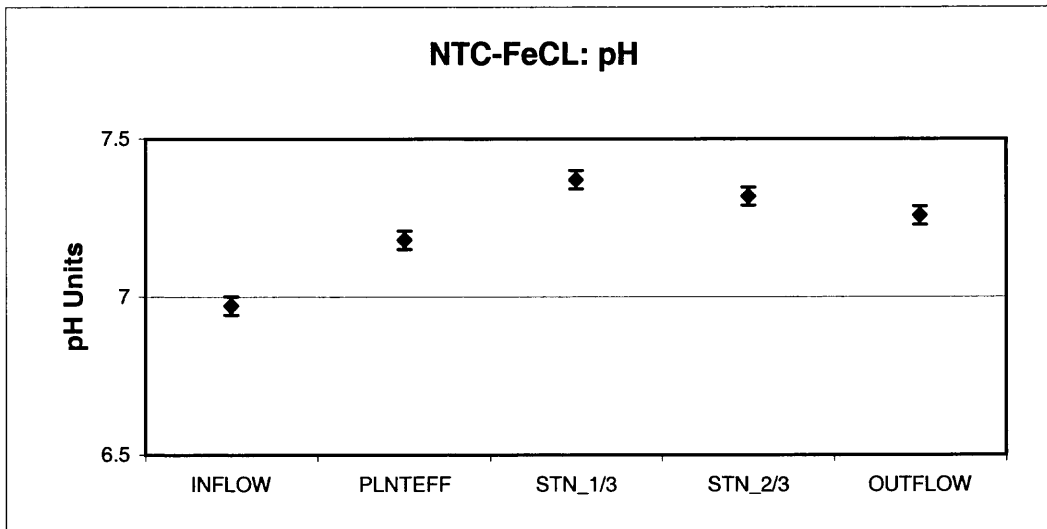 NTC-FeCL: pH
7.5
7
6.5
pH Units
INFLOW PLNTEFF STN_1/3 STN_2/3 OUTFLOW